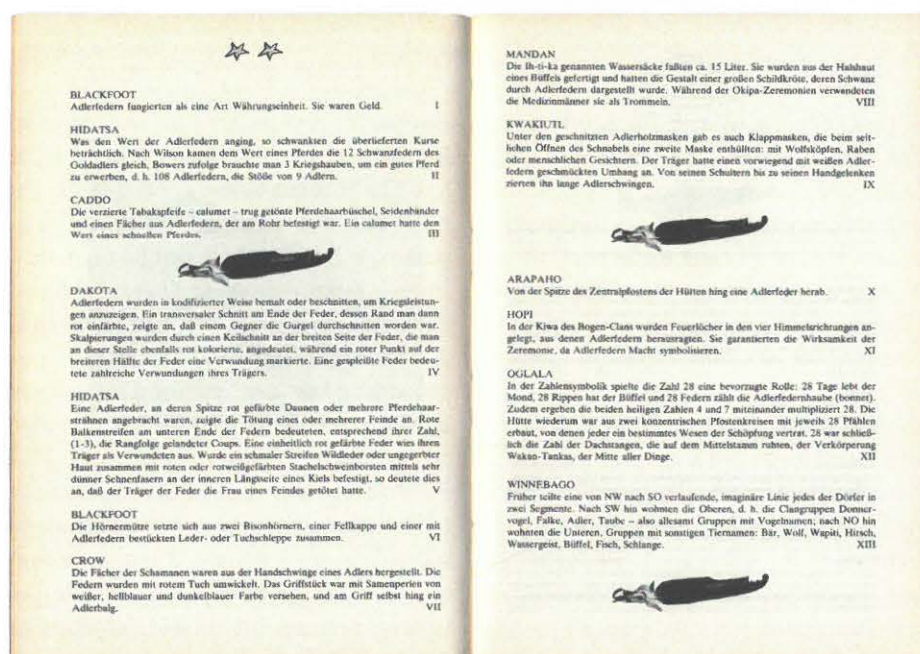 BLACKFOOT
Adlerfedern fungierten als eine Art Währungseinheit. Sie waren Geld. I
HIDATSA
Was den Wert der Adlerfedern anging, so schwankten die überlieferten Kurse
beträchtlich. Nach Wilson kamen dem Wert eines Pferdes die 12 Schwanzfedern des
Goldadlers gleich, Bowers zufolge brauchte man 3 Kriegshauben, um ein gutes Pferd
zu erwerben, d. h. 108 Adlerfedern, die Stöße von 9 Adlern. II
CADDO
Die verzierte Tabakspfeife – calumet – trug getönte Pferdehaarbüschel, Seidenbänder
und einen Fächer aus Adlerfedern, der am Rohr befestigt war. Ein calumet hatte den
Wert eines schnellen Pferdes. III
DAKOTA
Adlerfedern wurden in kodifizierter Weise bemalt oder beschnitten, um Kriegsleistun-
gen anzuzeigen. Ein transversaler Schnitt am Ende der Feder, dessen Rand man dann
rot einfärbte, zeigte an, daß einem Gegner die Gurgel durchschnitten worden war.
Skalpierungen wurden durch einen Keilschnitt an der breiten Seite der Feder, die man
an dieser Stelle ebenfalls rot kolorierte, angedeutet, während ein roter Punkt auf der
breiteren Hälfte der Feder eine Verwundung markierte. Eine gespleißte Feder bedeu-
tete zahlreiche Verwundungen ihres Trägers. IV
HIDATSA
Eine Adlerfeder, an deren Spitze rot gefärbte Daunen oder mehrere Pferdehaar-
strähnen angebracht waren, zeigte die Tötung eines oder mehrerer Feinde an. Rote
Balkenstreifen am unteren Ende der Federn bedeuteten, entsprechend ihrer Zahl,
(1-3), die Rangfolge gelandeter Coups. Eine einheitlich rot gefärbte Feder wies ihren
Träger als Verwundeten aus. Wurde ein schmaler Streifen Wildleder oder ungegerbter
Haut zusammen mit roten oder rotweißgefärbten Stachelschweinborsten mittels sehr
dünner Sehnenfasern an der inneren Längsseite eines Kiels befestigt, so deutete dies
an, daß der Träger der Feder die Frau eines Feindes getötet hatte. V
BLACKFOOT
Die Hörnermütze setzte sich aus zwei Bisonhörnern, einer Fellkappe und einer mit
Adlerfedern bestückten Leder- oder Tuchschleppe zusammen. VI
CROW
Die Fächer der Schamanen waren aus der Handschwinge eines Adlers hergestellt. Die
Federn wurden mit rotem Tuch umwickelt. Das Griffstück war mit Samenperlen von
weißer, hellblauer und dunkelblauer Farbe versehen, und am Griff selbst hing ein
Adlerbalg. VII
MANDAN
Die Ih-ti-ka genannten Wassersäcke faßten ca. 15 Liter. Sie wurden aus der Halshaut
eines Büffels gefertigt und hatten die Gestalt einer großen Schildkröte, deren Schwanz
durch Adlerfedern dargestellt wurde. Während der Okipa-Zeremonien verwendeten
die Medizinmänner sie als Trommeln. VIII
KWAKIUTL
Unter den geschnitzten Adlerholzmasken gab es auch Klappmasken, die beim seit-
lichen Öffnen des Schnabels eine zweite Maske enthüllten: mit Wolfsköpfen, Raben
oder menschlichen Gesichtern. Der Träger hatte einen vorwiegend mit weißen Adler-
federn geschmückten Umhang an. Von seinen Schultern bis zu seinen Handgelenken
zierten ihn lange Adlerschwingen. IX
ARAPAHO
Von der Spitze des Zentralpfostens der Hütten hing eine Adlerfeder herab. X
HOPI
In der Kiwa des Bogen-Clans wurden Feuerlöcher in den vier Himmelsrichtungen an-
gelegt, aus denen Adlerfedern herausragten. Sie garantierten die Wirksamkeit der
Zeremonie, da Adlerfedern Macht symbolisieren. XI
OGLALA
In der Zahlensymbolik spielte die Zahl 28 eine bevorzugte Rolle: 28 Tage lebt der
Mond, 28 Rippen hat der Büffel und 28 Federn zählt die Adlerfedernhaube (bonnet).
Zudem ergeben die beiden heiligen Zahlen 4 und 7 miteinander multipliziert 28. Die
Hütte wiederum war aus zwei konzentrischen Pfostenkreisen mit jeweils 28 Pfählen
erbaut, von denen jeder ein bestimmtes Wesen der Schöpfung vertrat. 28 war schließ-
lich die Zahl der Dachstangen, die auf dem Mittelstamm ruhten, der Verkörperung
Wakan-Tankas, der Mitte aller Dinge. XII
WINNEBAGO
Früher teilte eine von NW nach SO verlaufende, imaginäre Linie jedes der Dörfer in
zwei Segmente. Nach SW hin wohnten die Oberen, d. h. die Clangruppen Donner-
vogel, Falke, Adler, Taube – also allesamt Gruppen mit Vogelnamen; nach NO hin
wohnten die Unteren, Gruppen mit sonstigen Tiernamen: Bär, Wolf, Wapiti, Hirsch,
Wassergeist, Büffel, Fisch, Schlange. XIII